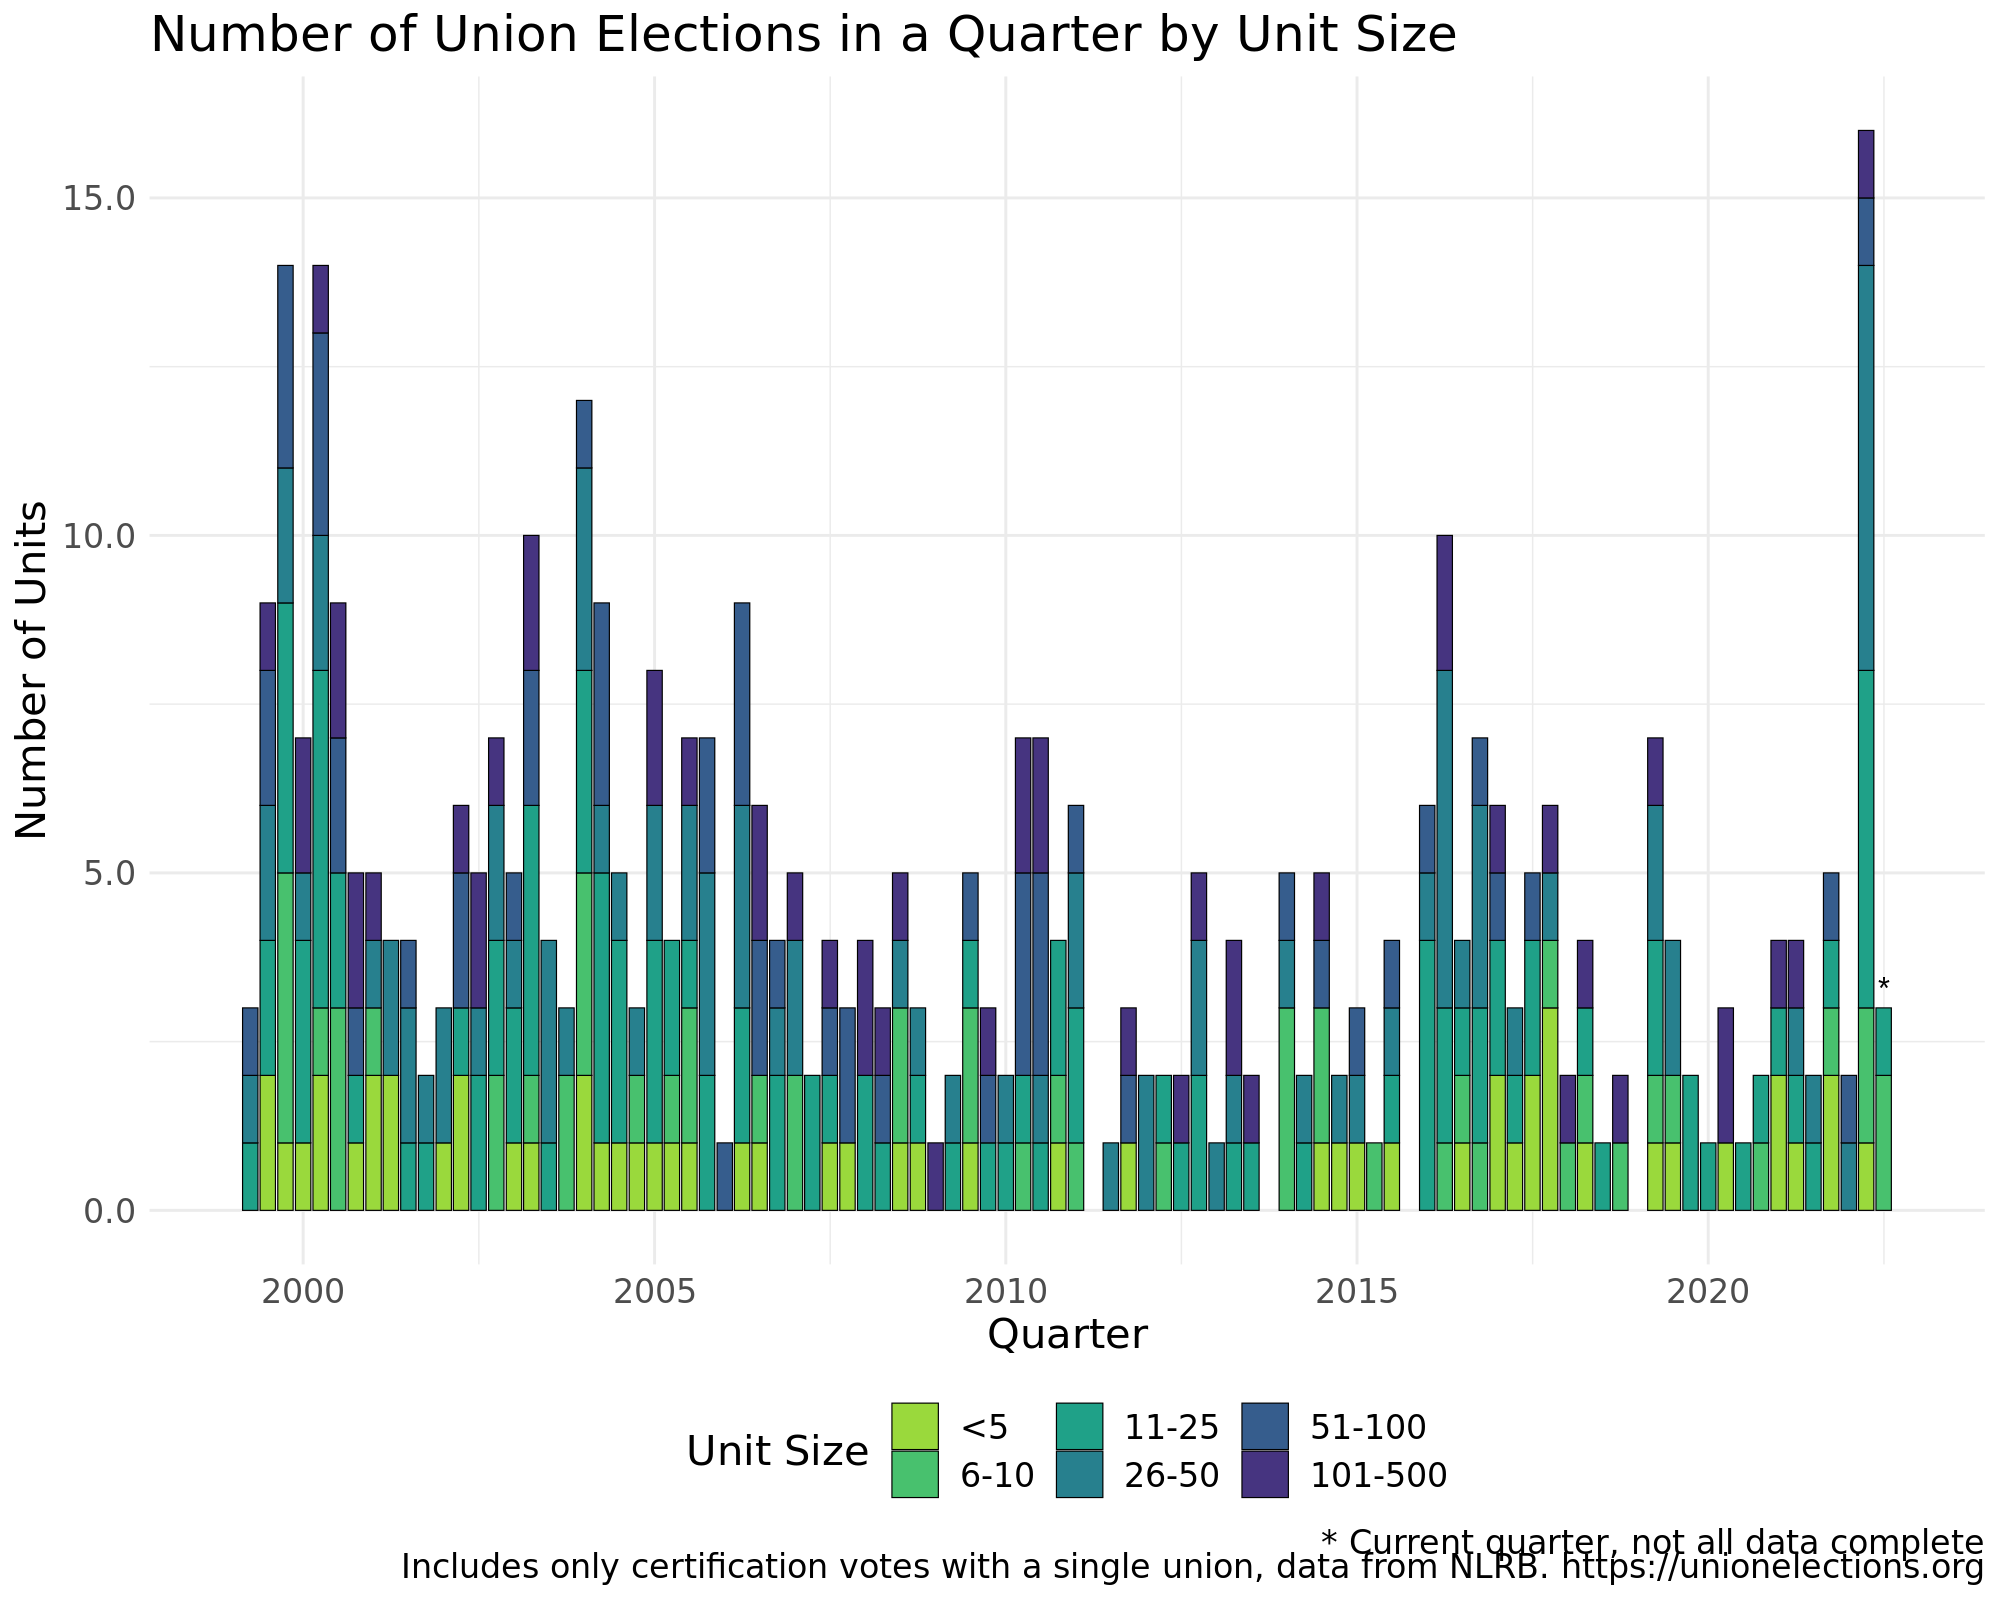 Number of Union Elections in a Quarter by Unit Size
Number of Units
15.0
10.0
5.0
0.0
*
2000 2005 2010 2015 2020
Quarter
Unit Size
<5 11-25 51-100
6-10 26-50 101-500
* Current quarter, not all data complete
Includes only certification votes with a single union, data from NLRB. https://unionelections.org